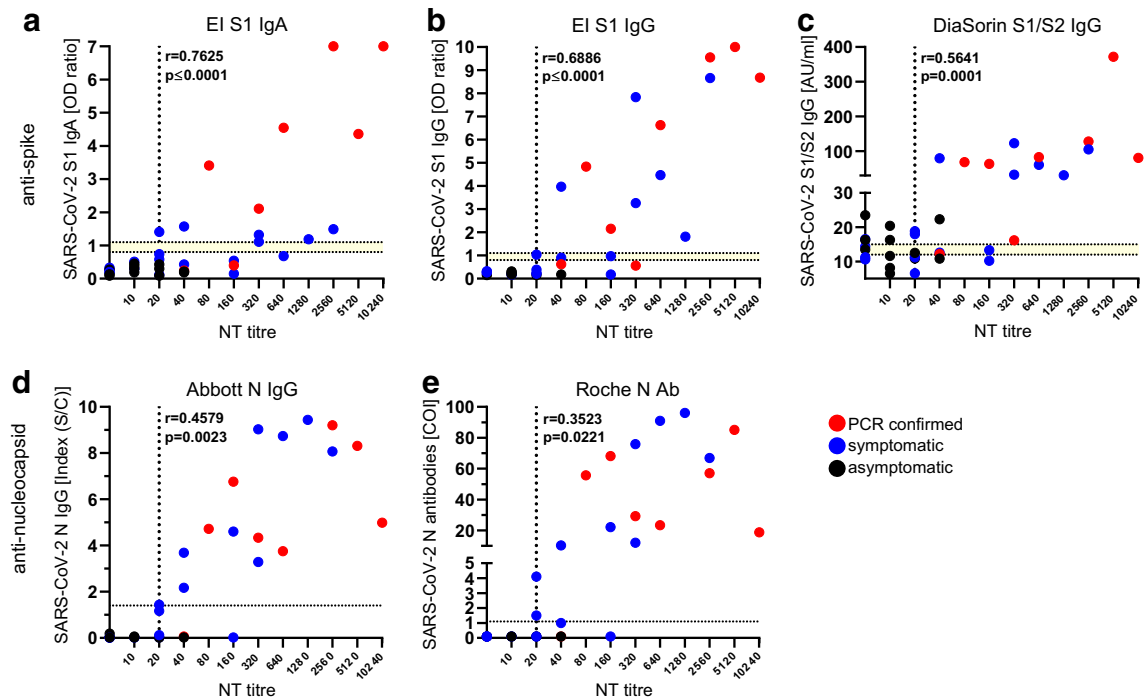 a
EI S1 IgA
SARS-CoV-2 S1 IgA [OD ratio]
7
6
5
4
3
2
1
0
r=0.7625
p≤0.0001
10
20
40
80
160
320
640
1280
2560
5120
10240
NT titre
b
EI S1 IgG
SARS-CoV-2 S1 IgG [OD ratio]
10
9
8
7
6
5
4
3
2
1
0
r=0.6886
p≤0.0001
10
20
40
80
160
320
640
1280
2560
5120
10240
NT titre
c
DiaSorin S1/S2 IgG
SARS-CoV-2 S1/S2 IgG [AU/ml]
400
300
200
100
30
20
10
r=0.5641
p=0.0001
10
20
40
80
160
320
640
1280
2560
5120
10240
NT titre
anti-spike
d
Abbott N IgG
SARS-CoV-2 N IgG [Index (S/C)]
10
8
6
4
2
0
r=0.4579
p=0.0023
10
20
40
80
160
320
640
128 0
256 0
512 0
102 40
NT titre
e
Roche N Ab
SARS-CoV-2 N antibodies [COI]
100
80
60
40
20
5
4
3
2
1
0
r=0.3523
p=0.0221
10
20
40
80
160
320
640
1280
2560
5120
10240
NT titre
anti-nucleocapsid
PCR confirmed
symptomatic
asymptomatic